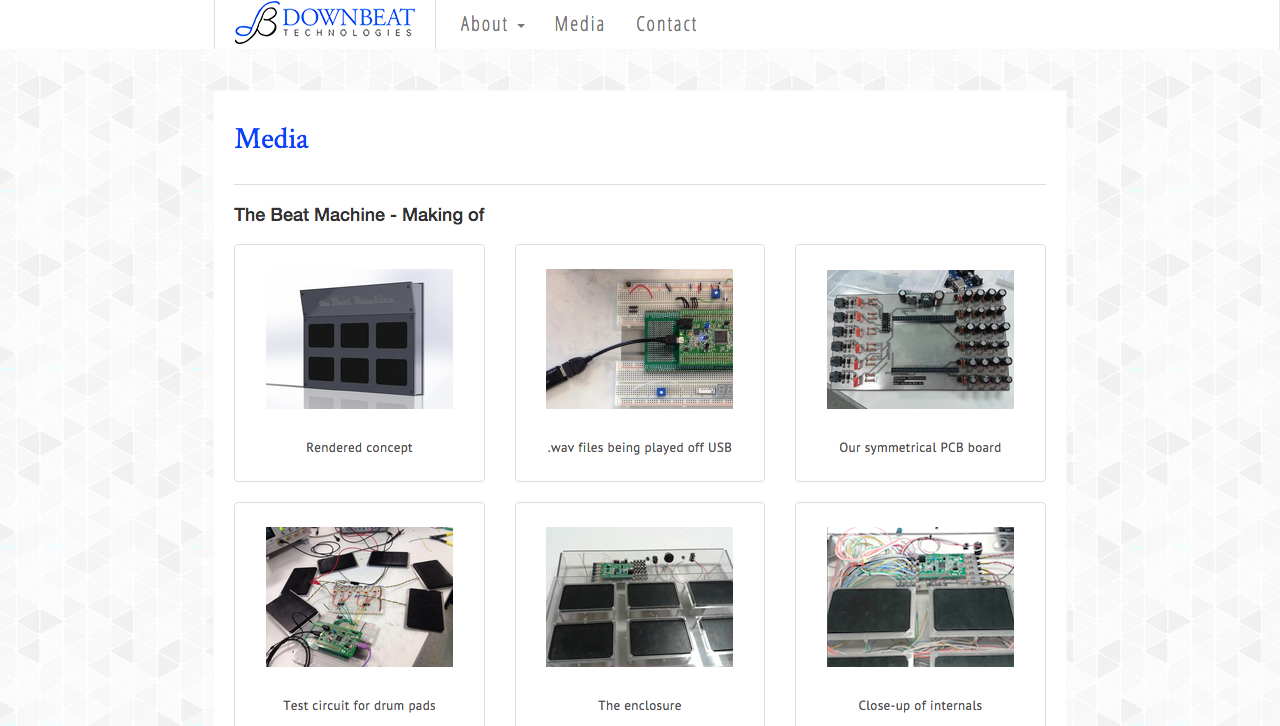 DOWNBEAT
TECHNOLOGIES
About
Media
Contact
Media
The Beat Machine - Making of
The Beat Machine
Rendered concept
.wav files being played off USB
Our symmetrical PCB board
Test circuit for drum pads
The enclosure
Close-up of internals